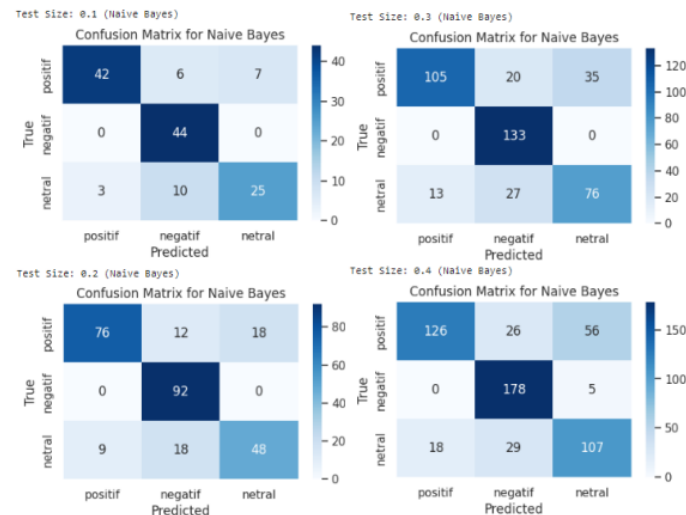 Test Size: 0.1 (Naive Bayes)
Confusion Matrix for Naive Bayes
positif 42 6 7
negatif 0 44 0
netral 3 10 25
positif negatif netral
True
Predicted
40
30
20
10
0
Test Size: 0.3 (Naive Bayes)
Confusion Matrix for Naive Bayes
positif 105 20 35
negatif 0 133 0
netral 13 27 76
positif negatif netral
True
Predicted
120
100
80
60
40
20
0
Test Size: 0.2 (Naive Bayes)
Confusion Matrix for Naive Bayes
positif 76 12 18
negatif 0 92 0
netral 9 18 48
positif negatif netral
True
Predicted
80
60
40
20
0
Test Size: 0.4 (Naive Bayes)
Confusion Matrix for Naive Bayes
positif 126 26 56
negatif 0 178 5
netral 18 29 107
positif negatif netral
True
Predicted
150
100
50
0